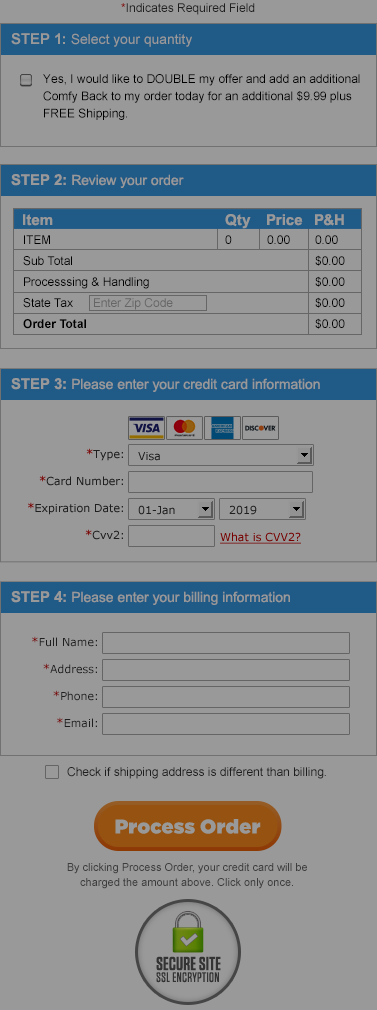 *Indicates Required Field
STEP 1: Select your quantity
Yes, I would like to DOUBLE my offer and add an additional
Comfy Back to my order today for an additional $9.99 plus
FREE Shipping.
STEP 2: Review your order
Item Qty Price P&H
ITEM 0 0.00 0.00
Sub Total $0.00
Processsing & Handling $0.00
State Tax Enter Zip Code $0.00
Order Total $0.00
STEP 3: Please enter your credit card information
VISA MasterCard AMERICAN EXPRESS DISCOVER
*Type: Visa
*Card Number:
*Expiration Date: 01-Jan 2019
*Cvv2: What is CVV2?
STEP 4: Please enter your billing information
*Full Name:
*Address:
*Phone:
*Email:
Check if shipping address is different than billing.
Process Order
By clicking Process Order, your credit card will be
charged the amount above. Click only once.
SECURE SITE
SSL ENCRYPTION